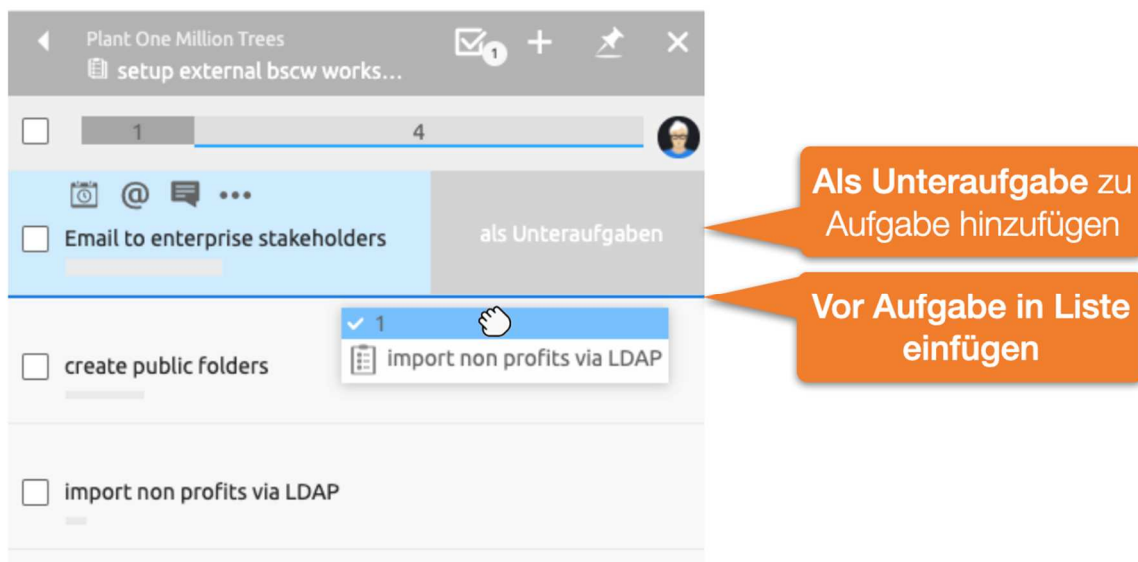 Plant One Million Trees
setup external bscw works...
1
1
4
Email to enterprise stakeholders
als Unteraufgaben
Als Unteraufgabe zu
Aufgabe hinzufügen
Vor Aufgabe in Liste
einfügen
1
import non profits via LDAP
create public folders
import non profits via LDAP